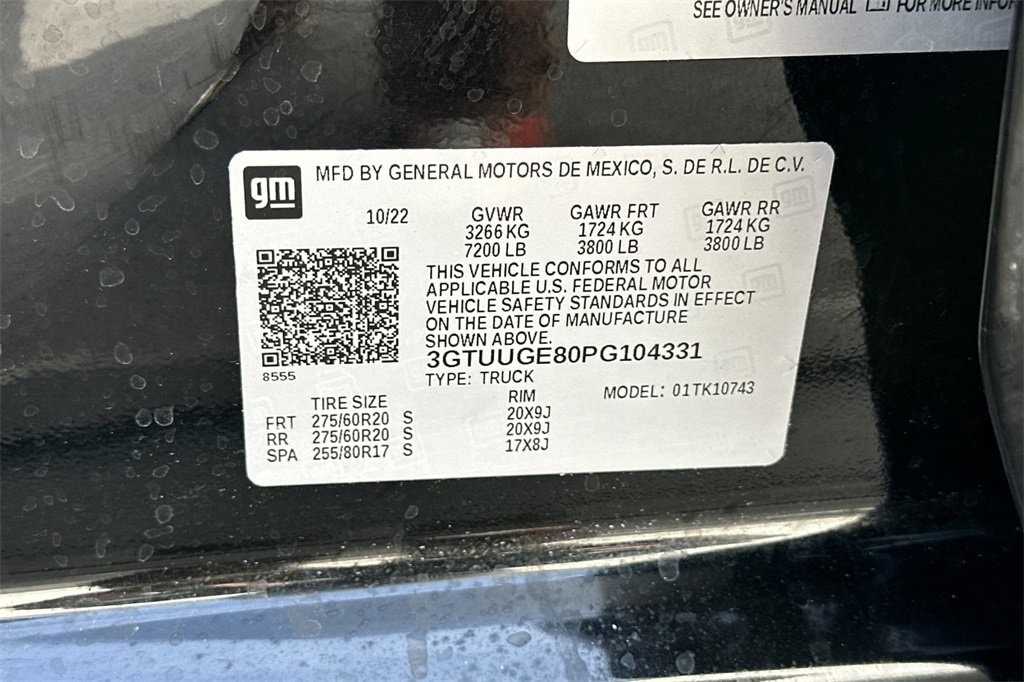 SEE OWNER'S MANUAL FOR MORE
gm
MFD BY GENERAL MOTORS DE MEXICO, S. DE R.L. DE C.V.
10/22 GVWR GAWR FRT GAWR RR
3266 KG 1724 KG 1724 KG
7200 LB 3800 LB 3800 LB
THIS VEHICLE CONFORMS TO ALL
APPLICABLE U.S. FEDERAL MOTOR
VEHICLE SAFETY STANDARDS IN EFFECT
ON THE DATE OF MANUFACTURE
SHOWN ABOVE.
3GTUUGE80PG104331
8555
TYPE: TRUCK
MODEL: 01TK10743
TIRE SIZE RIM
FRT 275/60R20 S 20X9J
RR 275/60R20 S 20X9J
SPA 255/80R17 S 17X8J